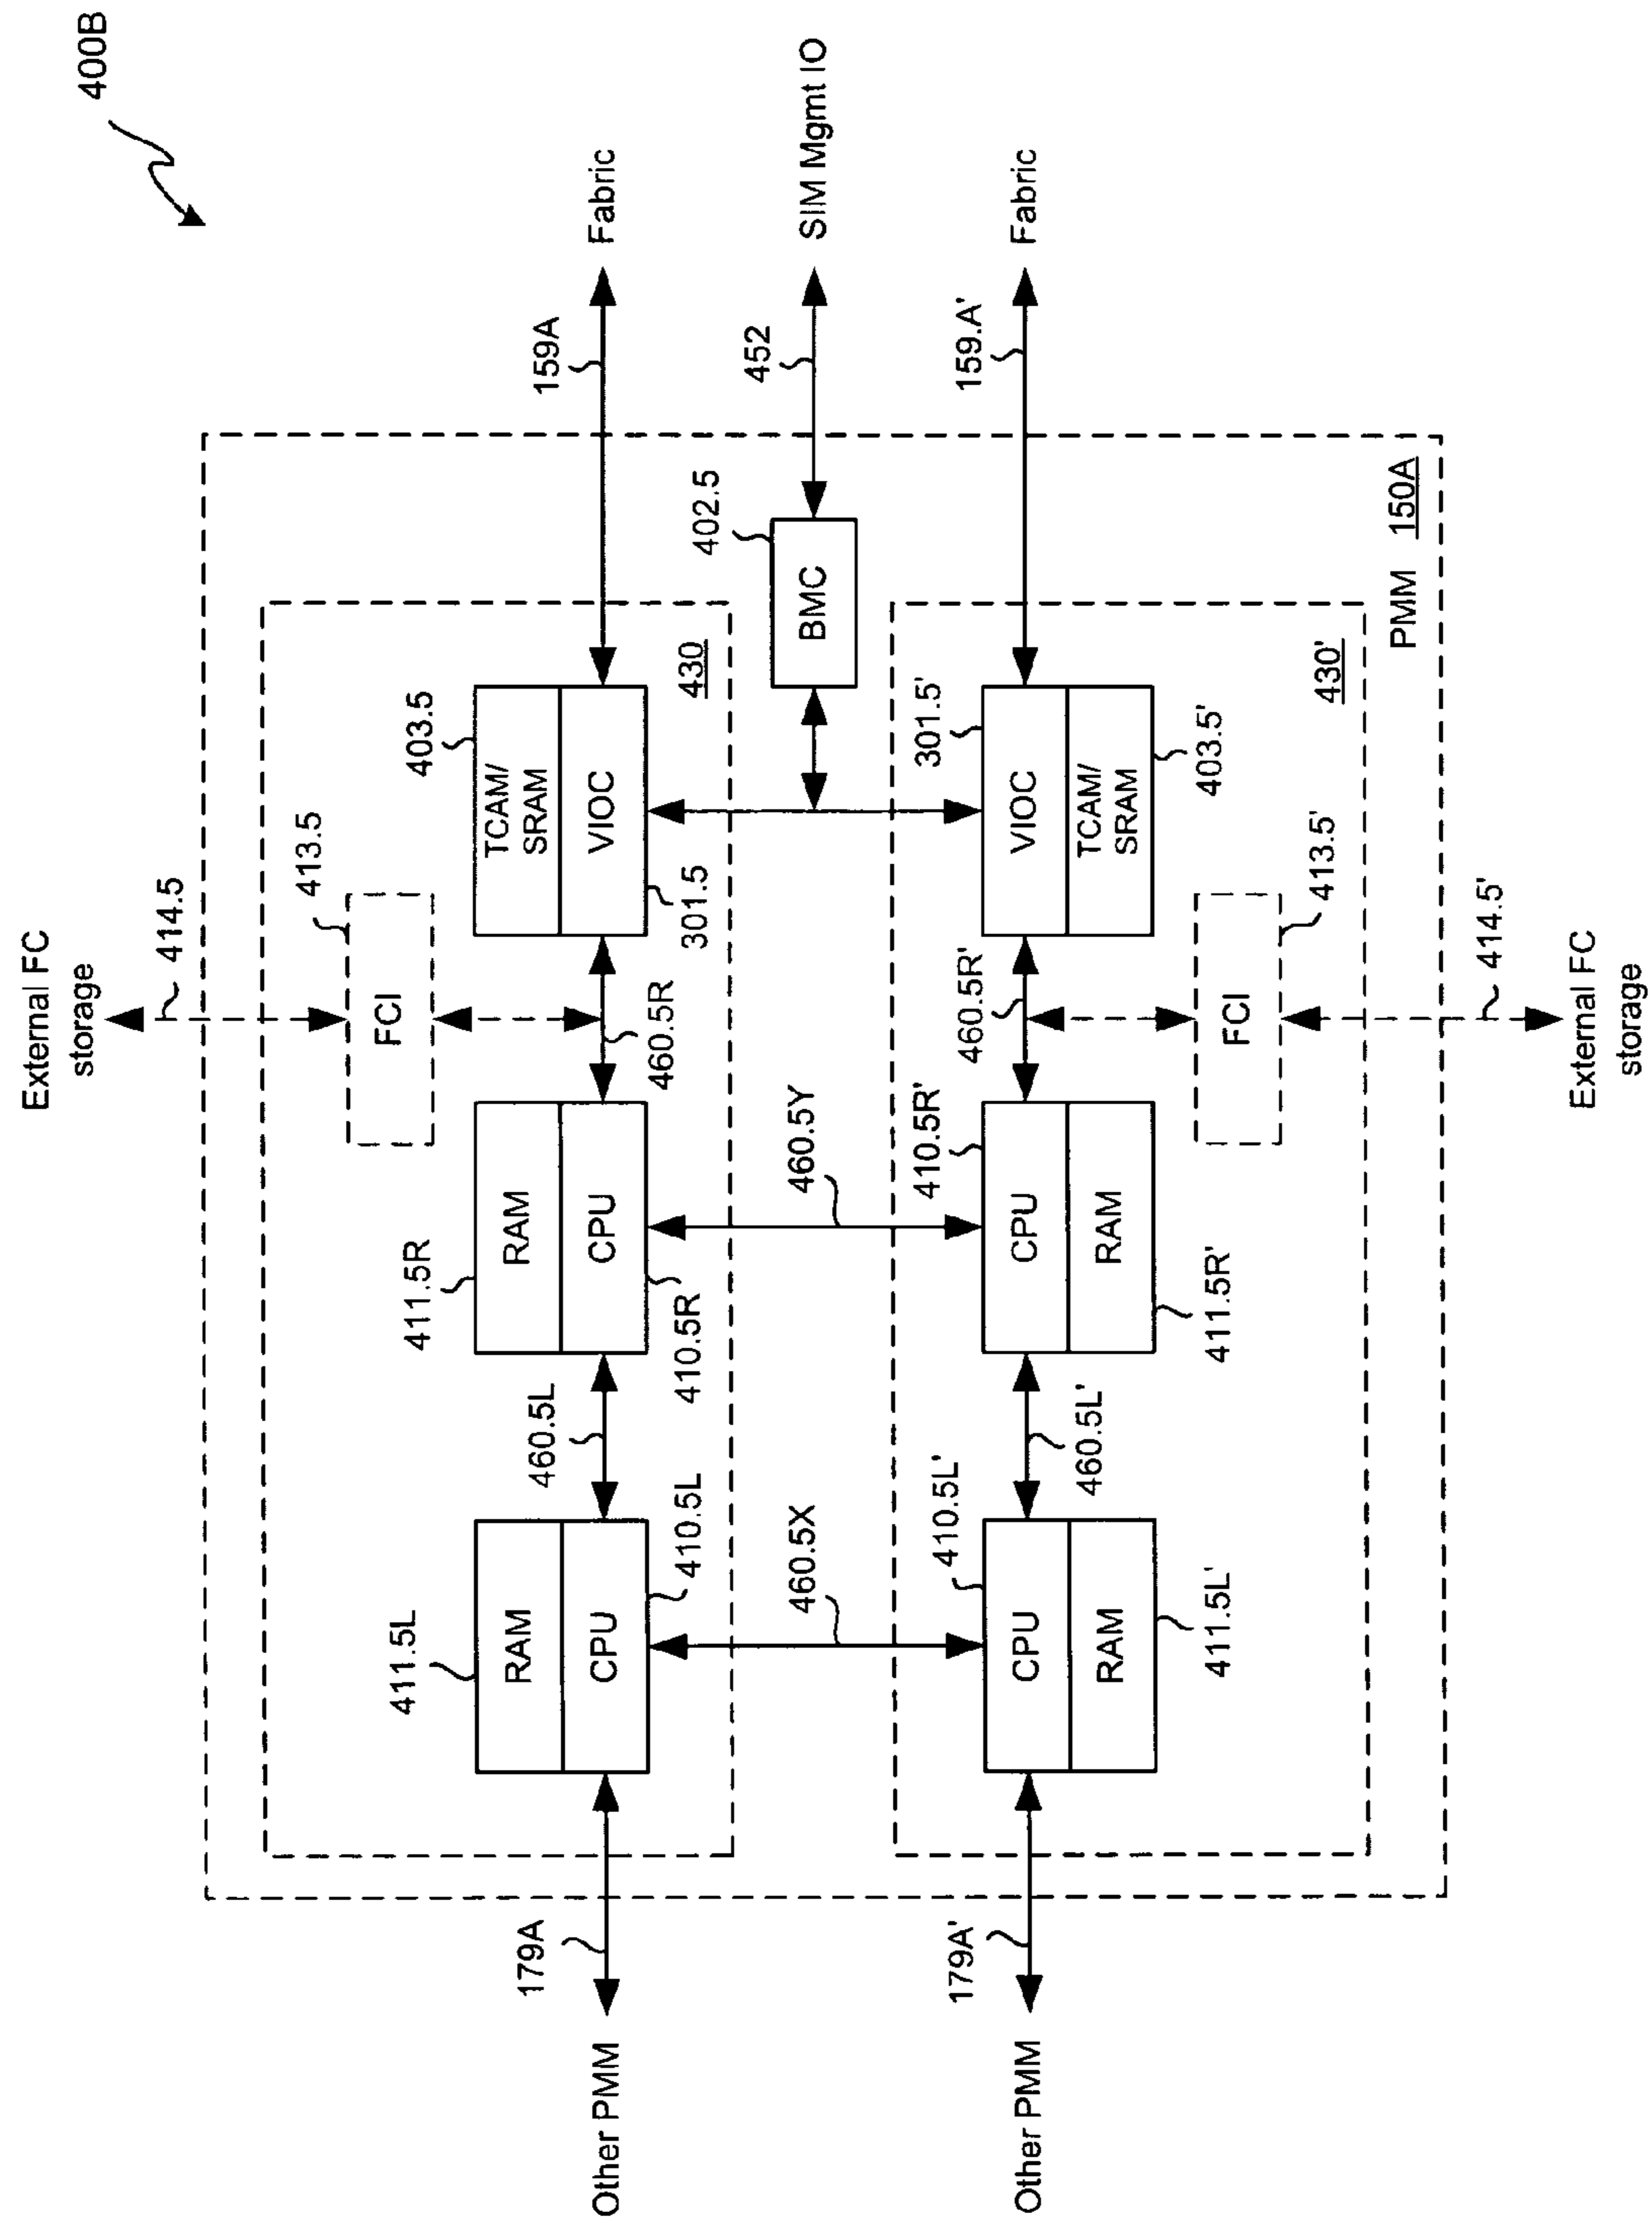 400B
External FC
storage
414.5
413.5
FCI
411.5L
RAM
CPU
410.5L
460.5L
411.5R
RAM
CPU
410.5R
460.5R
403.5
TCAM/
SRAM
VIOC
301.5
430
Other PMM
179A
159A
Fabric
460.5X
460.5Y
402.5
BMC
452
SIM Mgmt IO
Other PMM
179A'
410.5L'
CPU
RAM
411.5L'
460.5L'
410.5R'
CPU
RAM
411.5R'
460.5R'
301.5'
VIOC
TCAM/
SRAM
403.5'
159.A'
Fabric
FCI
413.5'
430'
PMM 150A
414.5'
External FC
storage